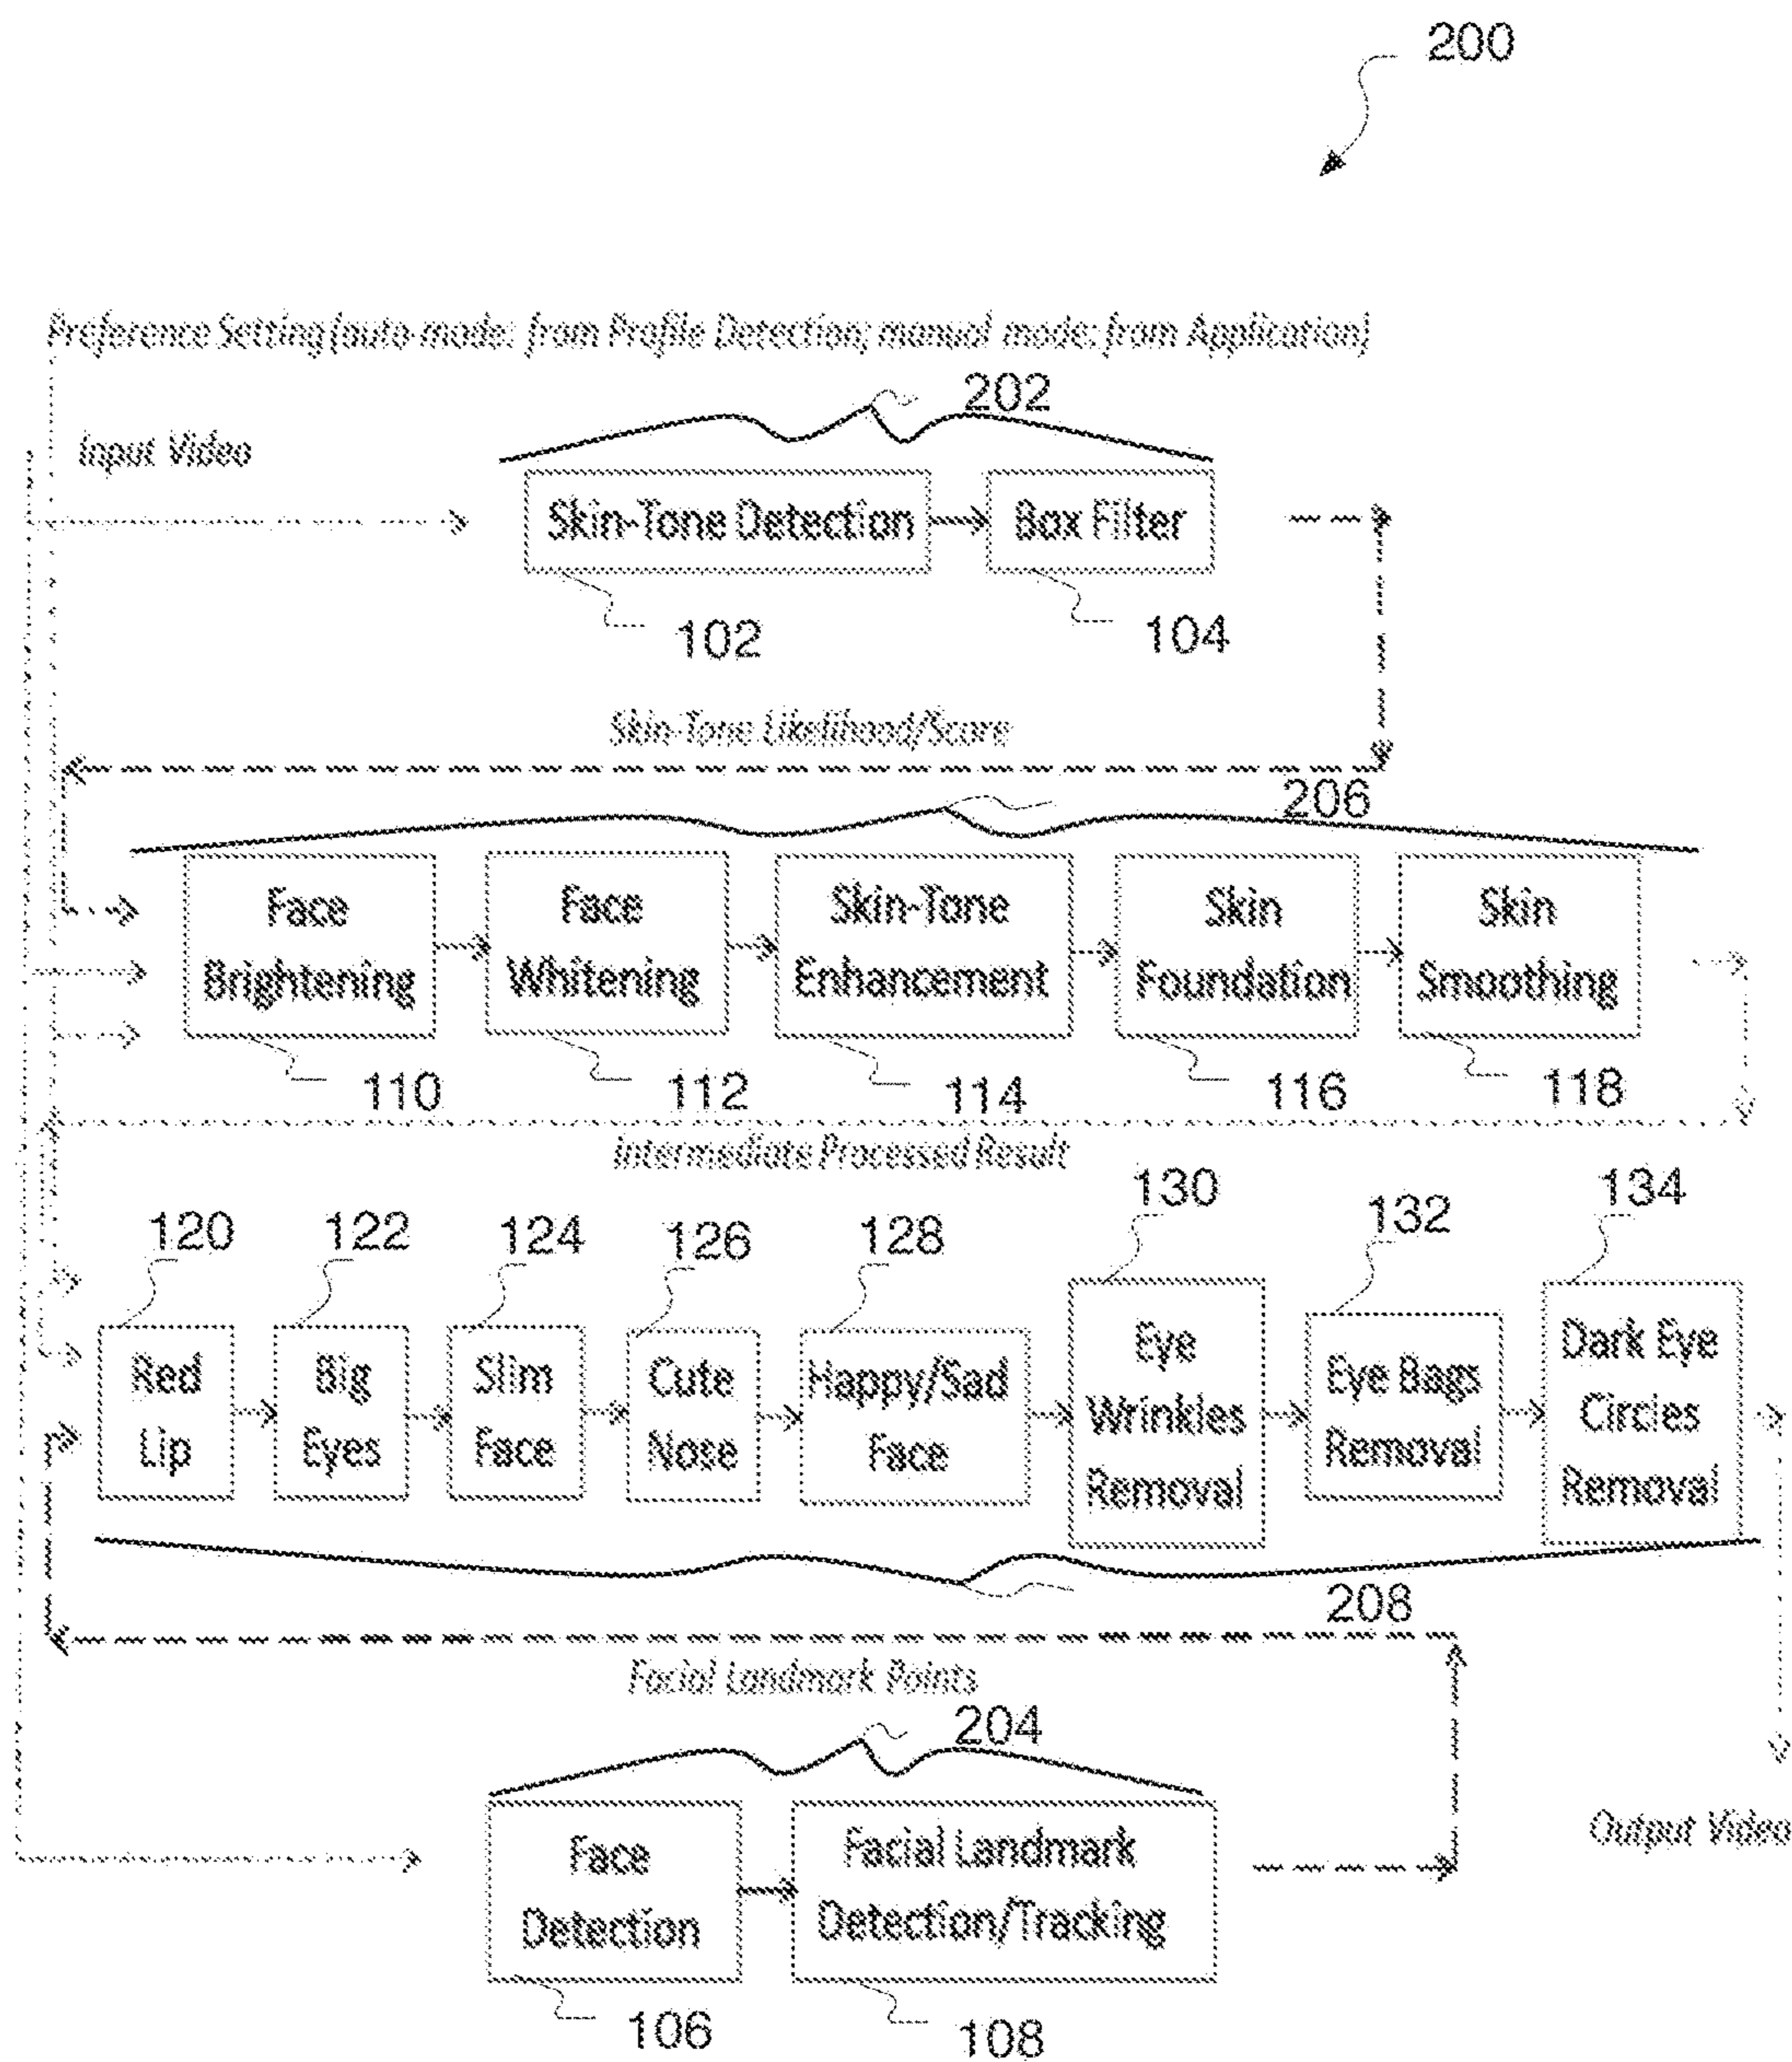 200
Preference Setting (auto-mode: from Profile Detection; manual mode: from Application)
202
Input Video
Skin-Tone Detection
Box Filter
102
104
Skin-Tone Likelihood/Score
206
Face
Brightening
Face
Whitening
Skin-Tone
Enhancement
Skin
Foundation
Skin
Smoothing
110
112
114
116
118
Intermediate Processed Result
120
122
124
126
128
130
132
134
Red
Lip
Big
Eyes
Slim
Face
Cute
Nose
Happy/Sad
Face
Eye
Wrinkles
Removal
Eye Bags
Removal
Dark Eye
Circles
Removal
208
Facial Landmark Points
204
Face
Detection
Facial Landmark
Detection/Tracking
Output Video
106
108